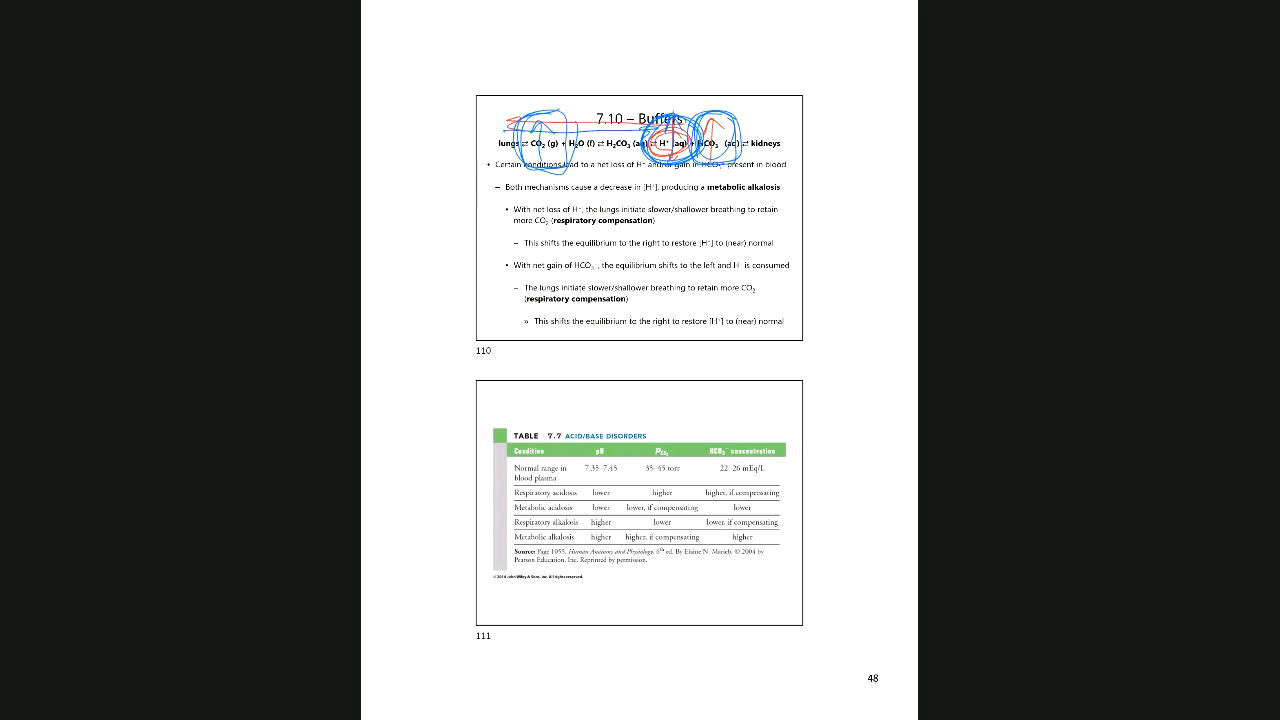 7.10 – Buffers
lungs ⇄ CO₂ (g) + H₂O (ℓ) ⇄ H₂CO₃ (aq) ⇄ H⁺ (aq) + HCO₃⁻ (aq) ⇄ kidneys
• Certain conditions lead to a net loss of H⁺ and/or gain in HCO₃⁻ present in blood
– Both mechanisms cause a decrease in [H⁺], producing a metabolic alkalosis
• With net loss of H⁺, the lungs initiate slower/shallower breathing to retain
more CO₂ (respiratory compensation)
– This shifts the equilibrium to the right to restore [H⁺] to (near) normal
• With net gain of HCO₃⁻, the equilibrium shifts to the left and H⁺ is consumed
– The lungs initiate slower/shallower breathing to retain more CO₂
(respiratory compensation)
» This shifts the equilibrium to the right to restore [H⁺] to (near) normal
110
TABLE 7.7 ACID/BASE DISORDERS
Condition pH PCO₂ HCO₃⁻ concentration
Normal range in 7.35–7.45 35–45 torr 22–26 mEq/L
blood plasma
Respiratory acidosis lower higher higher, if compensating
Metabolic acidosis lower lower, if compensating lower
Respiratory alkalosis higher lower lower, if compensating
Metabolic alkalosis higher higher, if compensating higher
Source: Page 1055, Human Anatomy and Physiology, 6th ed. By Elaine N. Marieb. © 2004 by
Pearson Education, Inc. Reprinted by permission.
© 2014 John Wiley & Sons, Inc. All rights reserved.
111
48